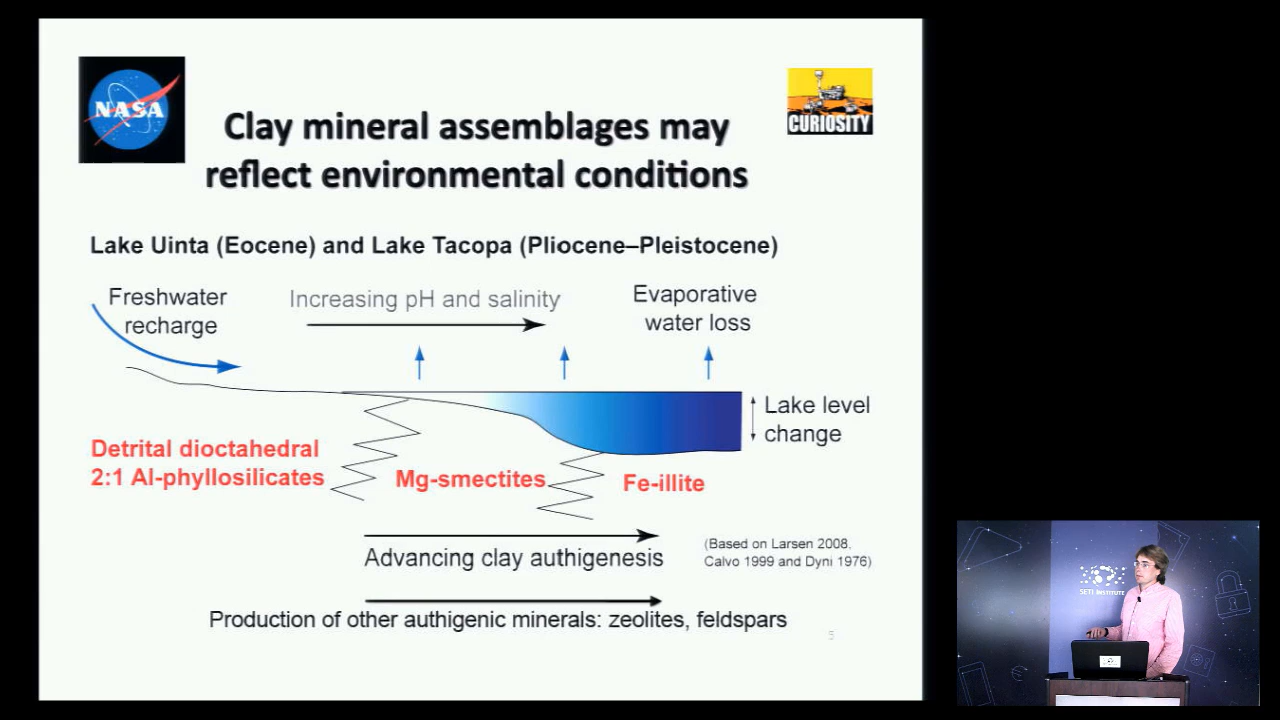 NASA
CURIOSITY
Clay mineral assemblages may
reflect environmental conditions
Lake Uinta (Eocene) and Lake Tacopa (Pliocene–Pleistocene)
Freshwater
recharge
Increasing pH and salinity
Evaporative
water loss
Lake level
change
Detrital dioctahedral
2:1 Al-phyllosilicates
Mg-smectites
Fe-illite
Advancing clay authigenesis
(Based on Larsen 2008.
Calvo 1999 and Dyni 1976)
Production of other authigenic minerals: zeolites, feldspars
5
SETI INSTITUTE